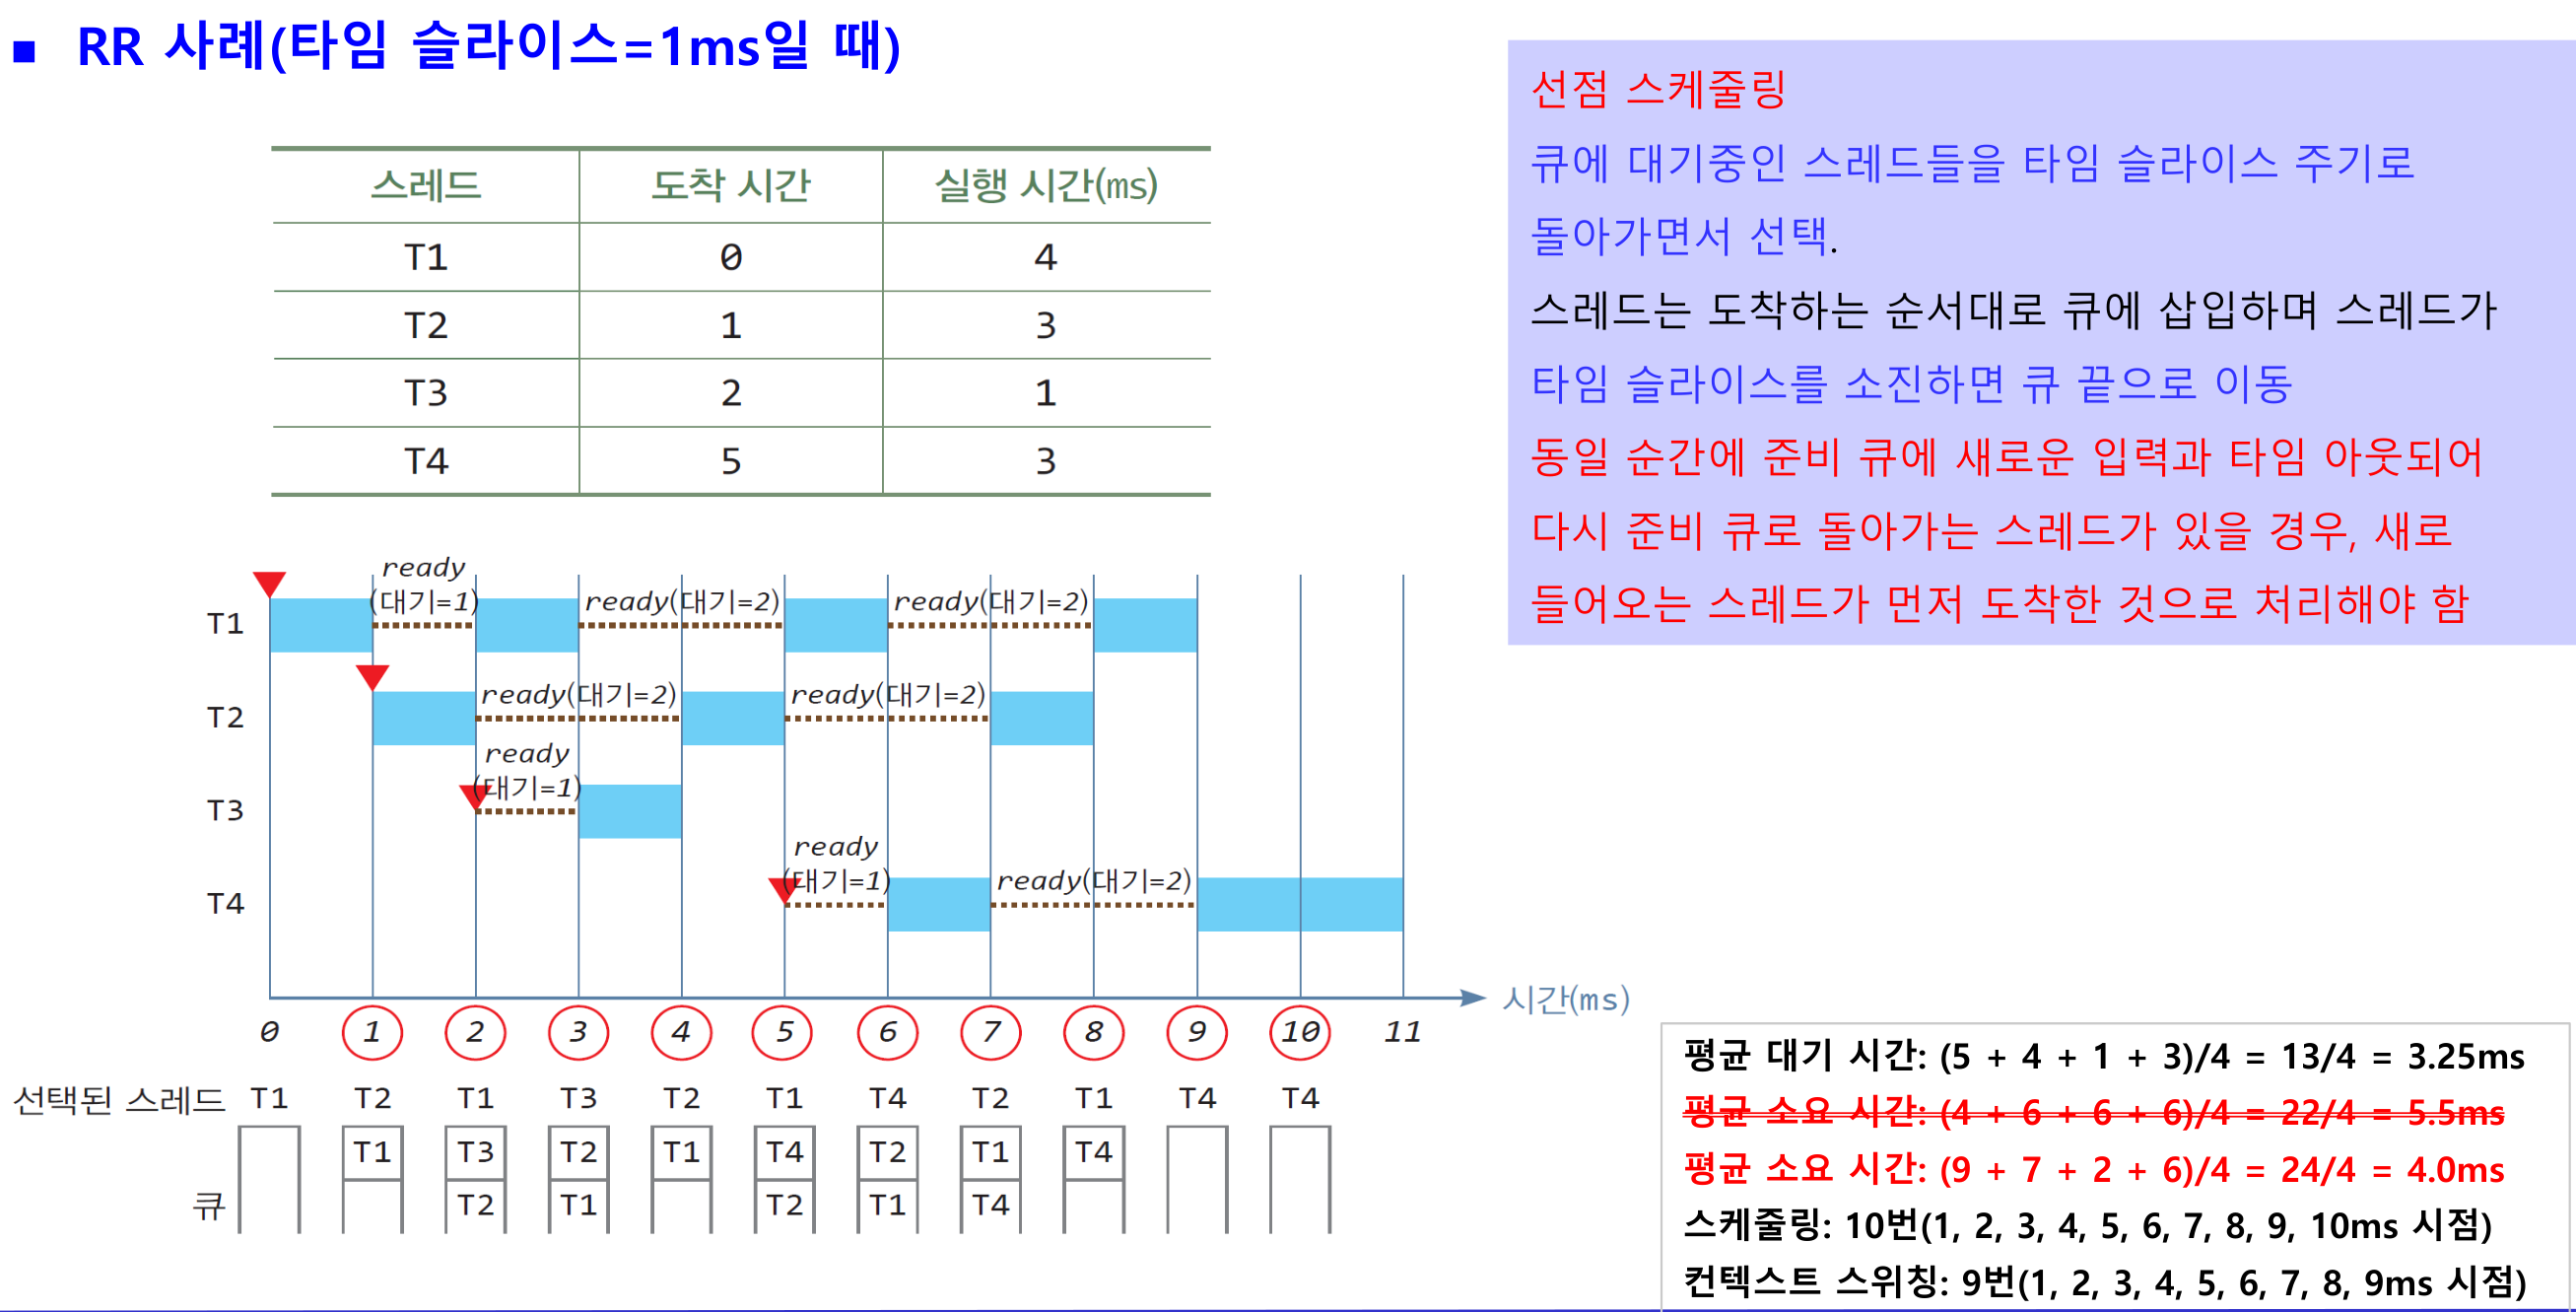 ■ RR 사례(타임 슬라이스=1ms일 때)
선점 스케줄링
큐에 대기중인 스레드들을 타임 슬라이스 주기로
돌아가면서 선택.
스레드는 도착하는 순서대로 큐에 삽입하며 스레드가
타임 슬라이스를 소진하면 큐 끝으로 이동
동일 순간에 준비 큐에 새로운 입력과 타임 아웃되어
다시 준비 큐로 돌아가는 스레드가 있을 경우, 새로
들어오는 스레드가 먼저 도착한 것으로 처리해야 함
스레드 도착 시간 실행 시간(ms)
T1 0 4
T2 1 3
T3 2 1
T4 5 3
ready
T1 (대기=1) ready(대기=2) ready(대기=2)
T2 ready(대기=2) ready(대기=2)
ready
T3 (대기=1)
ready
T4 (대기=1) ready(대기=2)
시간(ms)
0 1 2 3 4 5 6 7 8 9 10 11
선택된 스레드 T1 T2 T1 T3 T2 T1 T4 T2 T1 T4 T4
T1 T3 T2 T1 T4 T2 T1 T4
큐 T2 T1 T2 T1 T4
평균 대기 시간: (5 + 4 + 1 + 3)/4 = 13/4 = 3.25ms
평균 소요 시간: (4 + 6 + 6 + 6)/4 = 22/4 = 5.5ms
평균 소요 시간: (9 + 7 + 2 + 6)/4 = 24/4 = 4.0ms
스케줄링: 10번(1, 2, 3, 4, 5, 6, 7, 8, 9, 10ms 시점)
컨텍스트 스위칭: 9번(1, 2, 3, 4, 5, 6, 7, 8, 9ms 시점)